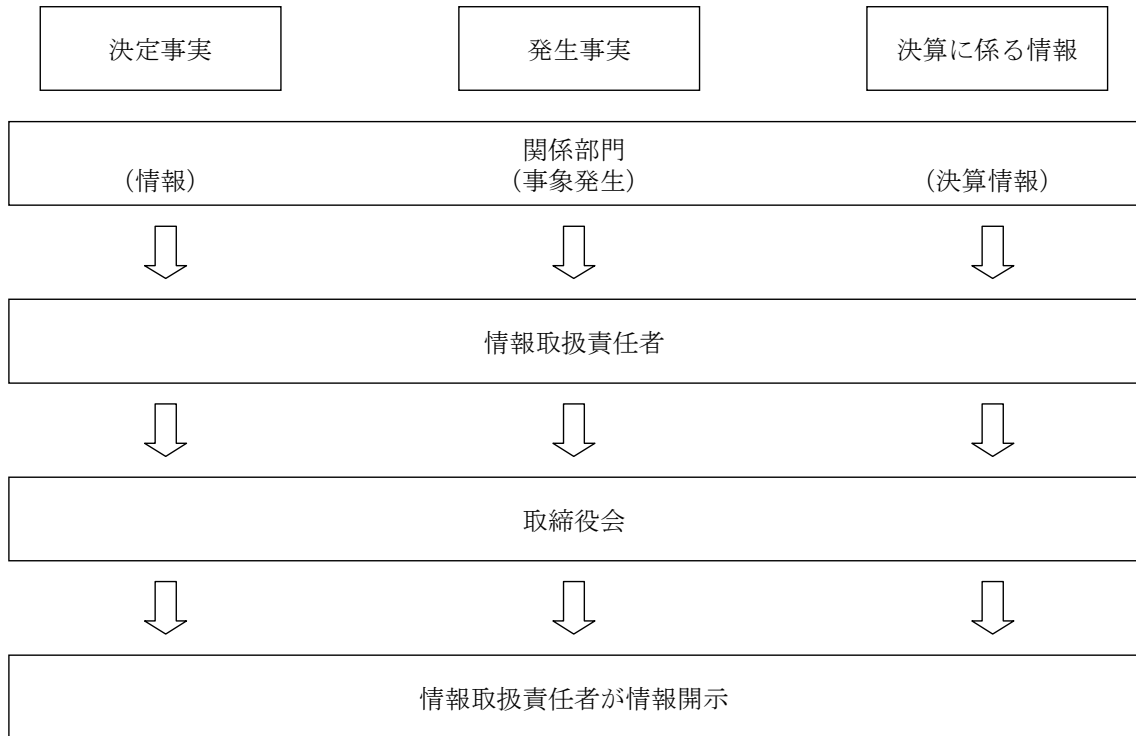 決定事実
発生事実
決算に係る情報
関係部門
（情報）
（事象発生）
（決算情報）
情報取扱責任者
取締役会
情報取扱責任者が情報開示